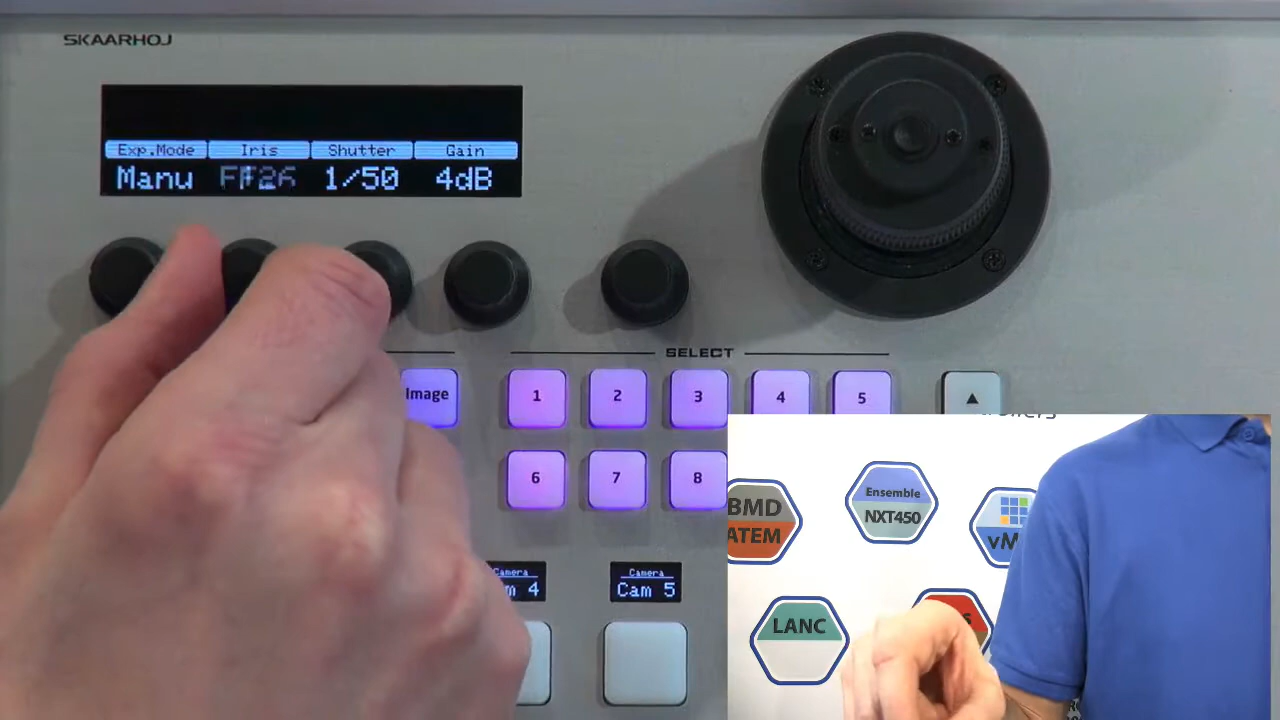 SKAARHOJ
Exp.Mode Iris Shutter Gain
Manu 1/50 4dB
SELECT
Image 1 2 3 4 5
6 7 8
Camera
Camera
Cam 5
Ensemble
NXT450
BMD
ATEM
LANC